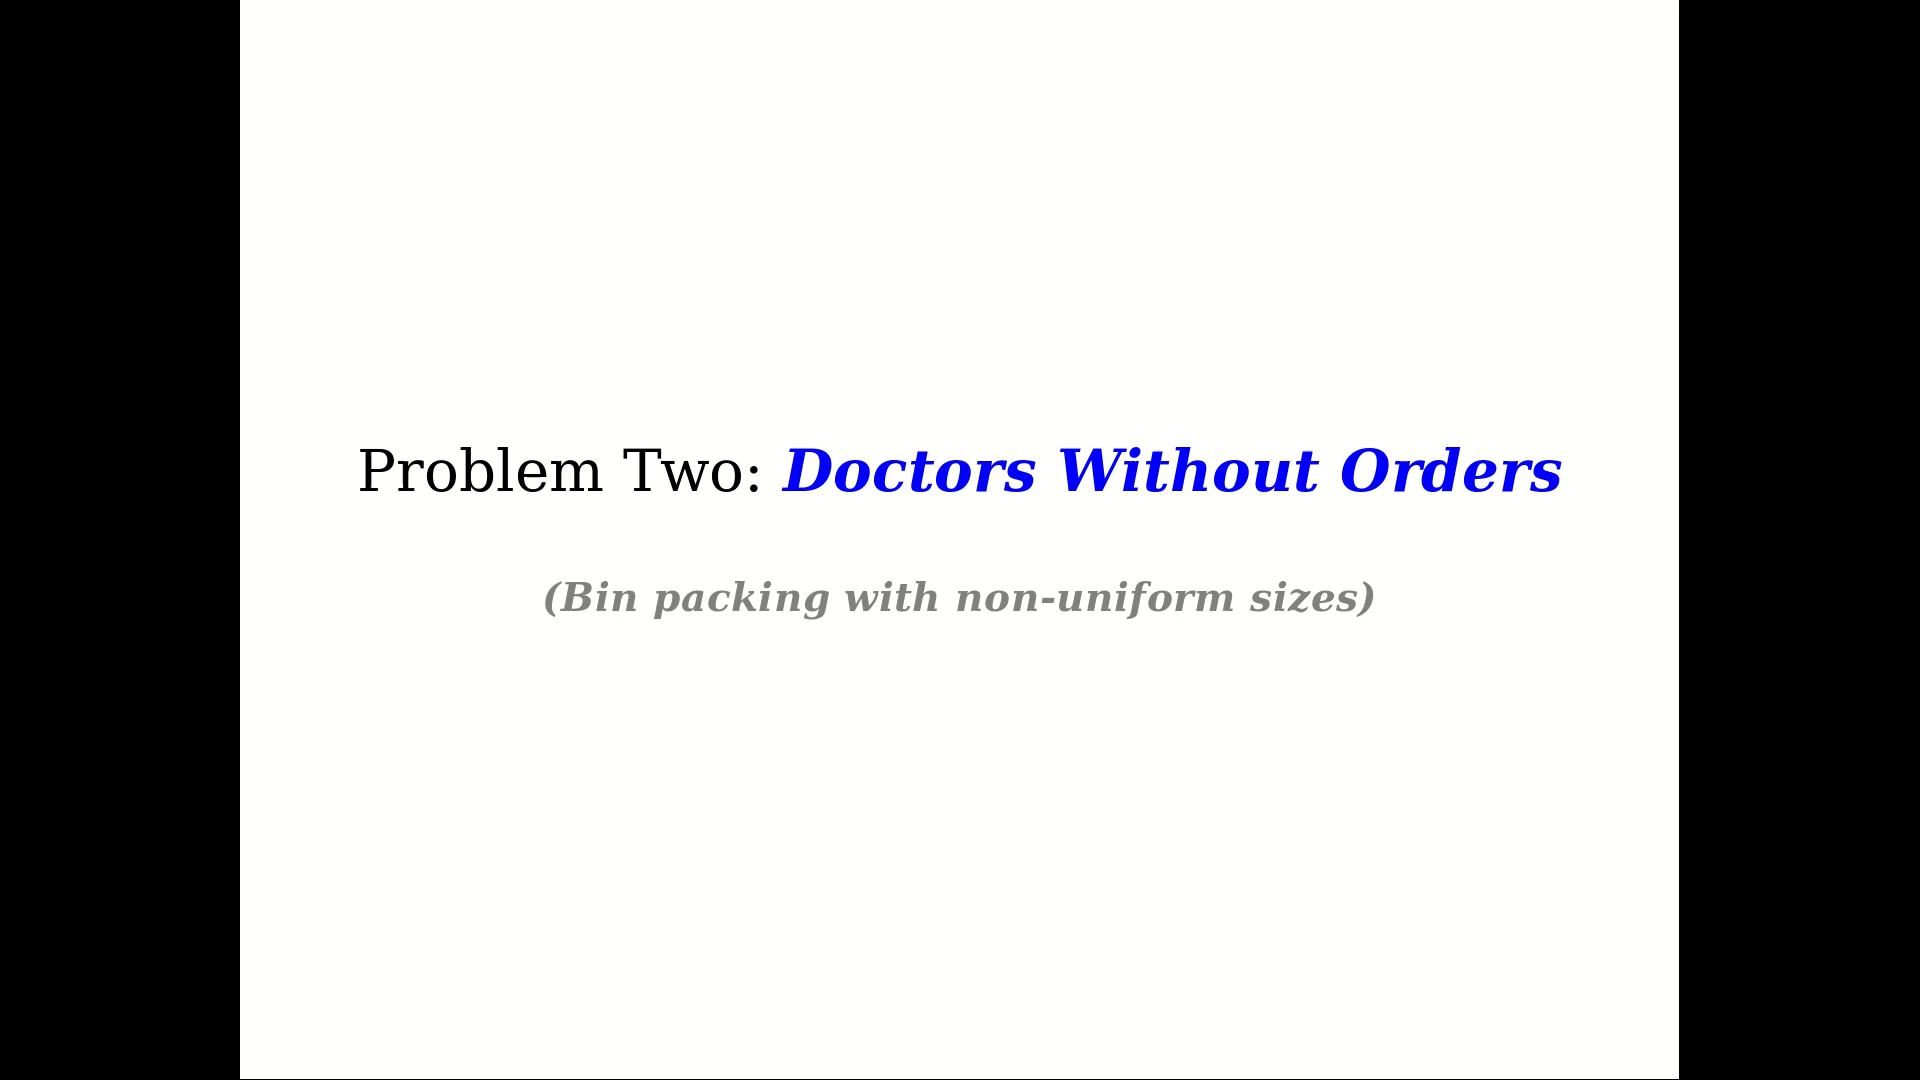 Problem Two: Doctors Without Orders
(Bin packing with non-uniform sizes)